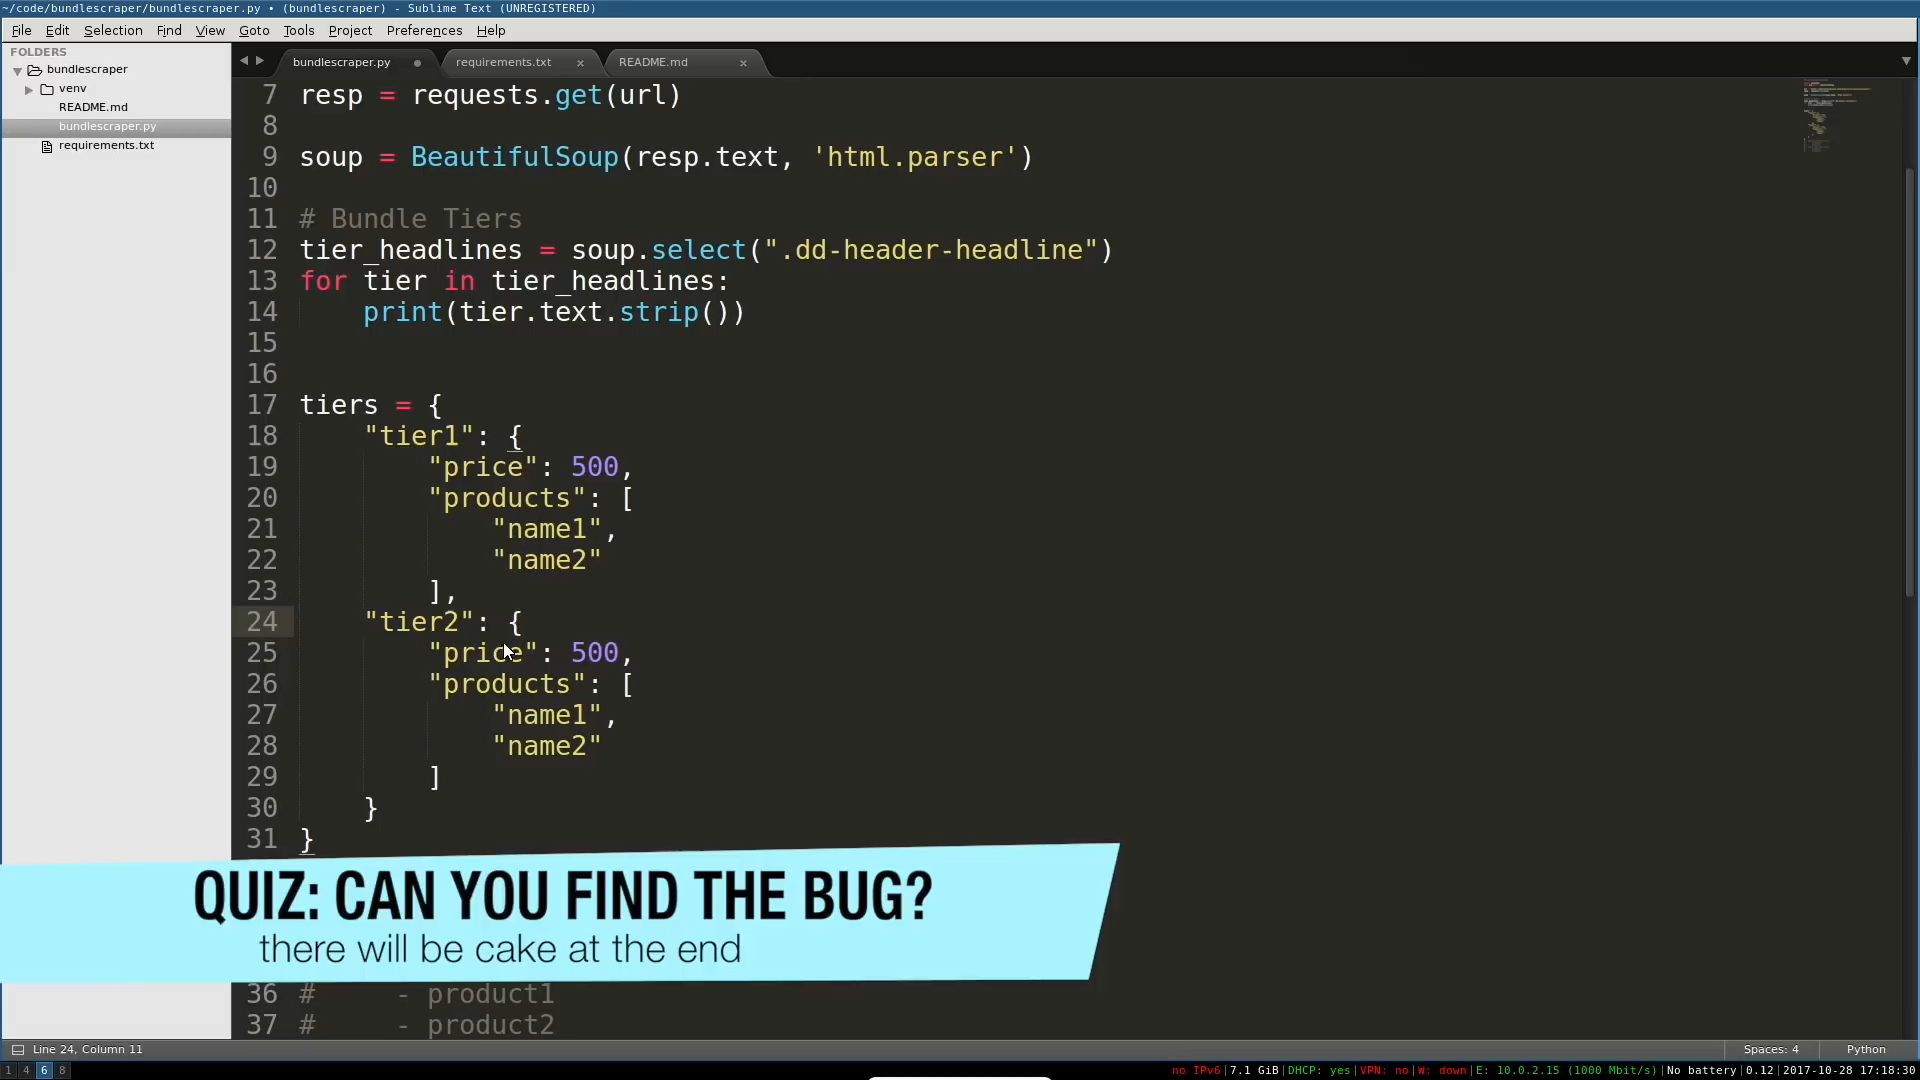 ~/code/bundlescraper/bundlescraper.py • (bundlescraper) - Sublime Text (UNREGISTERED)
File Edit Selection Find View Goto Tools Project Preferences Help
FOLDERS
bundlescraper
venv
README.md
bundlescraper.py
requirements.txt
bundlescraper.py requirements.txt × README.md ×
7 resp = requests.get(url)
8
9 soup = BeautifulSoup(resp.text, 'html.parser')
10
11 # Bundle Tiers
12 tier_headlines = soup.select(".dd-header-headline")
13 for tier in tier_headlines:
14     print(tier.text.strip())
15
16
17 tiers = {
18     "tier1": {
19         "price": 500,
20         "products": [
21             "name1",
22             "name2"
23         ],
24     "tier2": {
25         "price": 500,
26         "products": [
27             "name1",
28             "name2"
29         ]
30     }
31 }
QUIZ: CAN YOU FIND THE BUG?
there will be cake at the end
36 #     - product1
37 #     - product2
Line 24, Column 11 Spaces: 4 Python
1 4 6 8 no IPv6|7.1 GiB|DHCP: yes|VPN: no|W: down|E: 10.0.2.15 (1000 Mbit/s)|No battery|0.12|2017-10-28 17:18:30